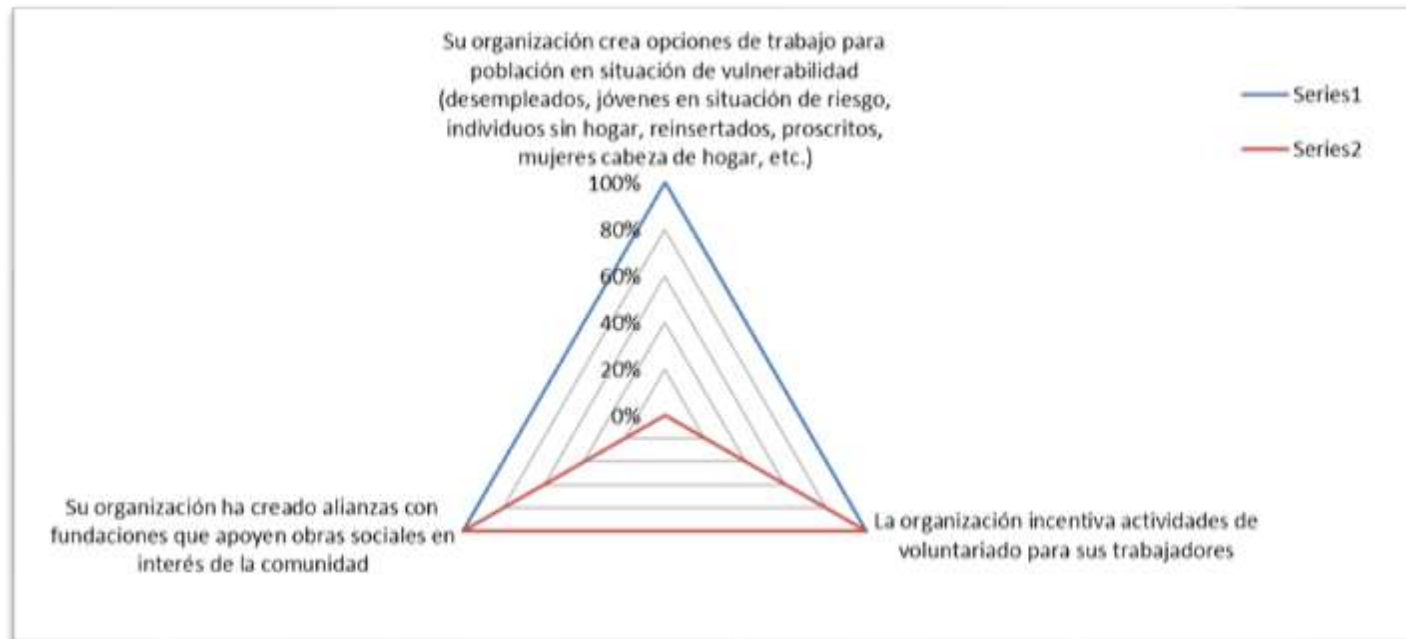 Su organización crea opciones de trabajo para
población en situación de vulnerabilidad
(desempleados, jóvenes en situación de riesgo,
individuos sin hogar, reinsertados, proscritos,
mujeres cabeza de hogar, etc.)
Series1
Series2
100%
80%
60%
40%
20%
0%
Su organización ha creado alianzas con
fundaciones que apoyen obras sociales en
interés de la comunidad
La organización incentiva actividades de
voluntariado para sus trabajadores